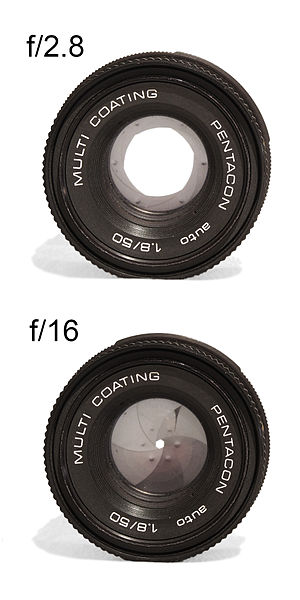 f/2.8
MULTI COATING
PENTACON auto 1.8/50
f/16
MULTI COATING
PENTACON auto 1.8/50